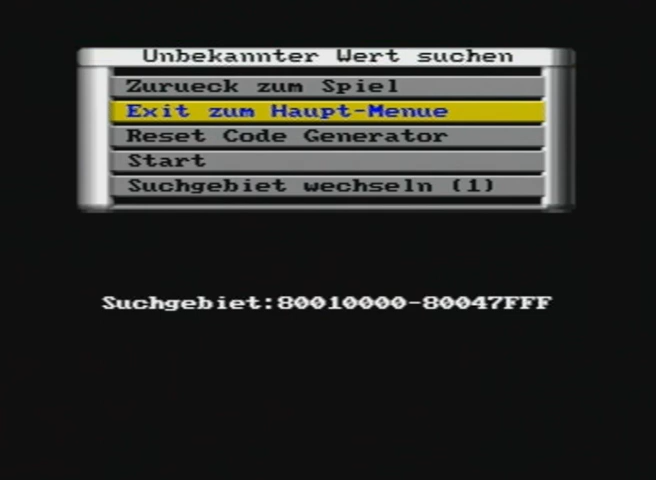 Unbekannter Wert suchen
Zurueck zum Spiel
Exit zum Haupt-Menue
Reset Code Generator
Start
Suchgebiet wechseln (1)
Suchgebiet:80010000-80047FFF